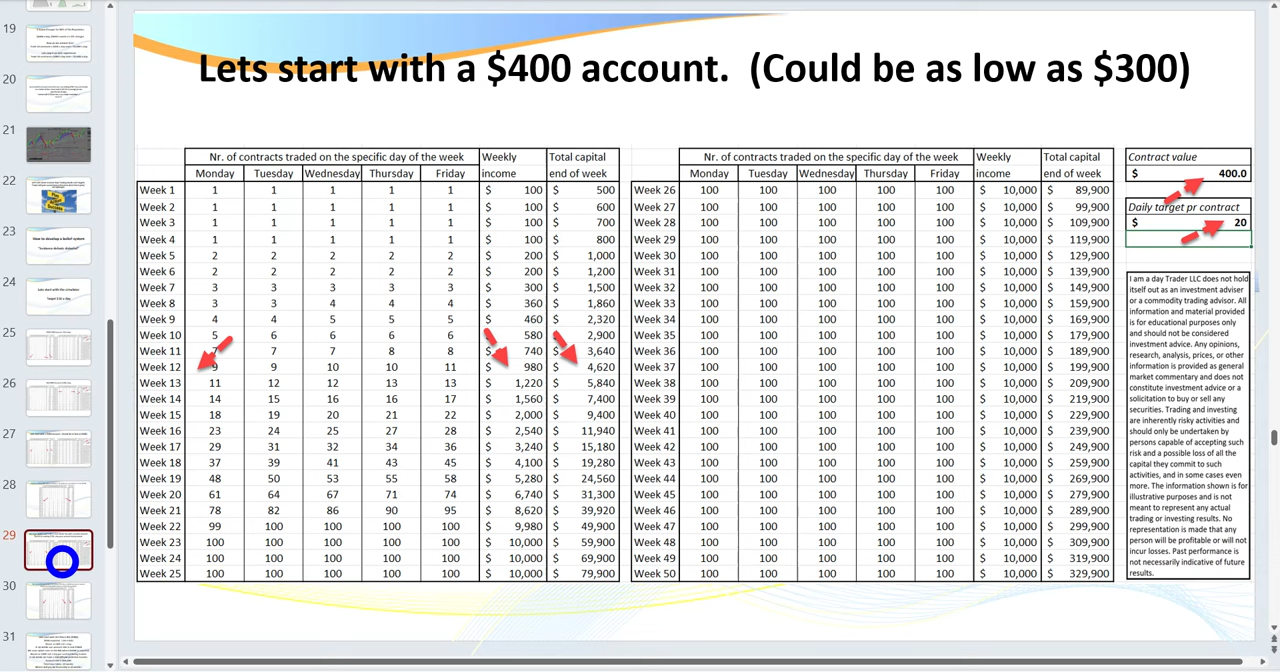 Lets start with a $400 account. (Could be as low as $300)
Nr. of contracts traded on the specific day of the week Weekly income Total capital end of week
Monday Tuesday Wednesday Thursday Friday
Week 1 1 1 1 1 1 $ 100 $ 500
Week 2 1 1 1 1 1 $ 100 $ 600
Week 3 1 1 1 1 1 $ 100 $ 700
Week 4 1 1 1 1 1 $ 100 $ 800
Week 5 2 2 2 2 2 $ 200 $ 1,000
Week 6 2 2 2 2 2 $ 200 $ 1,200
Week 7 3 3 3 3 3 $ 300 $ 1,500
Week 8 3 3 4 4 4 $ 360 $ 1,860
Week 9 4 4 5 5 5 $ 460 $ 2,320
Week 10 5 6 6 6 6 $ 580 $ 2,900
Week 11 7 7 7 8 8 $ 740 $ 3,640
Week 12 9 9 10 10 11 $ 980 $ 4,620
Week 13 11 12 12 13 13 $ 1,220 $ 5,840
Week 14 14 15 16 16 17 $ 1,560 $ 7,400
Week 15 18 19 20 21 22 $ 2,000 $ 9,400
Week 16 23 24 25 27 28 $ 2,540 $ 11,940
Week 17 29 31 32 34 36 $ 3,240 $ 15,180
Week 18 37 39 41 43 45 $ 4,100 $ 19,280
Week 19 48 50 53 55 58 $ 5,280 $ 24,560
Week 20 61 64 67 71 74 $ 6,740 $ 31,300
Week 21 78 82 86 90 95 $ 8,620 $ 39,920
Week 22 99 100 100 100 100 $ 9,980 $ 49,900
Week 23 100 100 100 100 100 $ 10,000 $ 59,900
Week 24 100 100 100 100 100 $ 10,000 $ 69,900
Week 25 100 100 100 100 100 $ 10,000 $ 79,900
Nr. of contracts traded on the specific day of the week Weekly income Total capital end of week
Monday Tuesday Wednesday Thursday Friday
Week 26 100 100 100 100 100 $ 10,000 $ 89,900
Week 27 100 100 100 100 100 $ 10,000 $ 99,900
Week 28 100 100 100 100 100 $ 10,000 $ 109,900
Week 29 100 100 100 100 100 $ 10,000 $ 119,900
Week 30 100 100 100 100 100 $ 10,000 $ 129,900
Week 31 100 100 100 100 100 $ 10,000 $ 139,900
Week 32 100 100 100 100 100 $ 10,000 $ 149,900
Week 33 100 100 100 100 100 $ 10,000 $ 159,900
Week 34 100 100 100 100 100 $ 10,000 $ 169,900
Week 35 100 100 100 100 100 $ 10,000 $ 179,900
Week 36 100 100 100 100 100 $ 10,000 $ 189,900
Week 37 100 100 100 100 100 $ 10,000 $ 199,900
Week 38 100 100 100 100 100 $ 10,000 $ 209,900
Week 39 100 100 100 100 100 $ 10,000 $ 219,900
Week 40 100 100 100 100 100 $ 10,000 $ 229,900
Week 41 100 100 100 100 100 $ 10,000 $ 239,900
Week 42 100 100 100 100 100 $ 10,000 $ 249,900
Week 43 100 100 100 100 100 $ 10,000 $ 259,900
Week 44 100 100 100 100 100 $ 10,000 $ 269,900
Week 45 100 100 100 100 100 $ 10,000 $ 279,900
Week 46 100 100 100 100 100 $ 10,000 $ 289,900
Week 47 100 100 100 100 100 $ 10,000 $ 299,900
Week 48 100 100 100 100 100 $ 10,000 $ 309,900
Week 49 100 100 100 100 100 $ 10,000 $ 319,900
Week 50 100 100 100 100 100 $ 10,000 $ 329,900
Contract value
$ 400.0
Daily target pr contract
$ 20
I am a day Trader LLC does not hold
itself out as an investment adviser
or a commodity trading advisor. All
information and material provided
is for educational purposes only
and should not be considered
investment advice. Any opinions,
research, analysis, prices, or other
information is provided as general
market commentary and does not
constitute investment advice or a
solicitation to buy or sell any
securities. Trading and investing
are inherently risky activities and
should only be undertaken by
persons capable of accepting such
risk and a possible loss of all the
capital they commit to such
activities, and in some cases even
more. The information shown is for
illustrative purposes and is not
meant to represent any actual
trading or investing results. No
representation is made that any
person will be profitable or will not
incur losses. Past performance is
not necessarily indicative of future
results.
19
20
21
22
23
How to develop a belief system
24
Lets start with the simulator
25
26
27
28
29
30
31